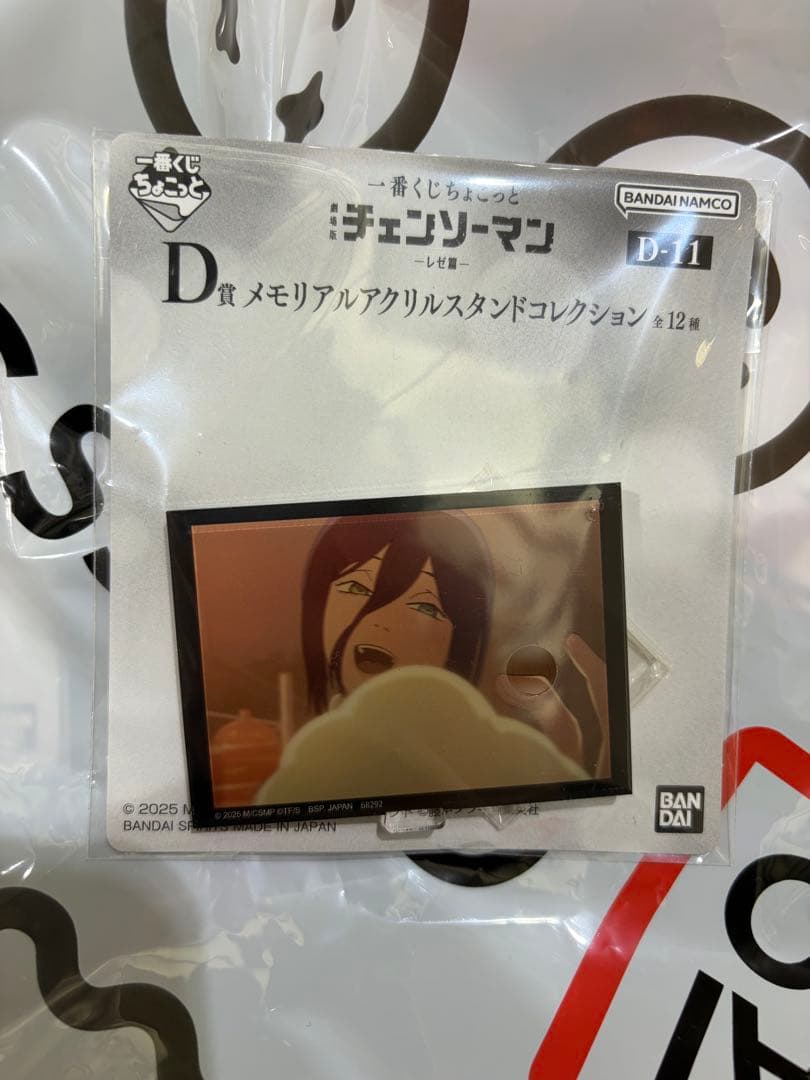 一番くじ
ちょこっと
一番くじちょこっと
劇場版 チェンソーマン
―レゼ篇―
BANDAI NAMCO
D-11
D賞 メモリアルアクリルスタンドコレクション 全12種
© 2025 M/CSMP ©TF/S BSP. JAPAN 68292
© 2025 M
BANDAI SPIRITS MADE IN JAPAN
BAN
DAI